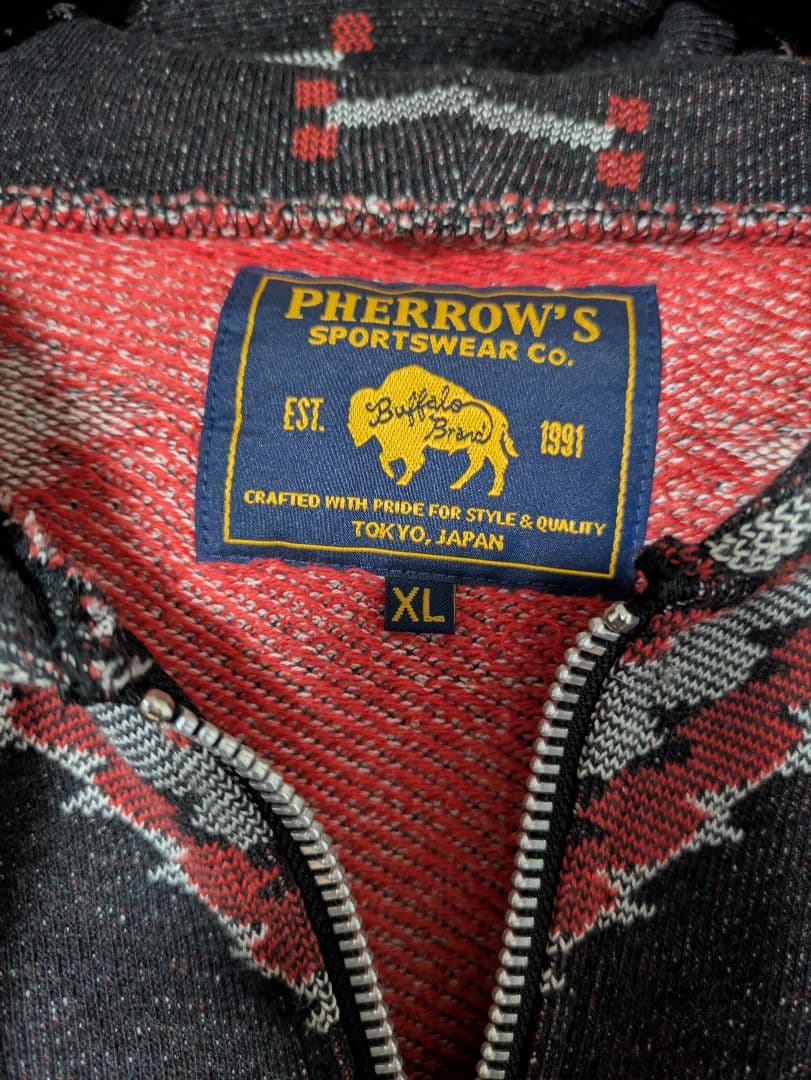 PHERROW'S
SPORTSWEAR CO.
EST.
Buffalo
Brand
1991
CRAFTED WITH PRIDE FOR STYLE & QUALITY
TOKYO, JAPAN
XL